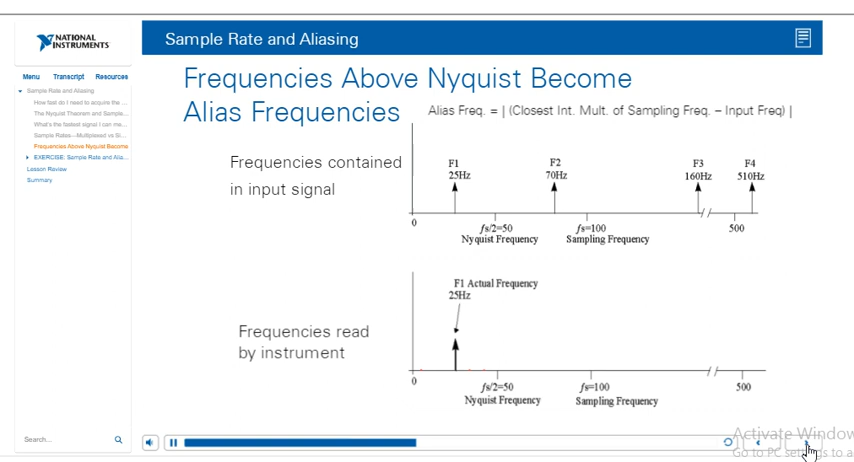 NATIONAL
INSTRUMENTS
Sample Rate and Aliasing
Menu Transcript Resources
Sample Rate and Aliasing
How fast do I need to acquire the ...
The Nyquist Theorem and Sample...
What's the fastest signal I can me...
Sample Rates—Multiplexed vs Si...
Frequencies Above Nyquist Become
EXERCISE: Sample Rate and Alia...
Lesson Review
Summary
Frequencies Above Nyquist Become
Alias Frequencies
Alias Freq. = | (Closest Int. Mult. of Sampling Freq. – Input Freq) |
Frequencies contained
in input signal
F1 F2 F3 F4
25Hz 70Hz 160Hz 510Hz
0 fs/2=50 fs=100 500
Nyquist Frequency Sampling Frequency
F1 Actual Frequency
25Hz
Frequencies read
by instrument
0 fs/2=50 fs=100 500
Nyquist Frequency Sampling Frequency
Search...
Activate Window
Go to PC settings to a